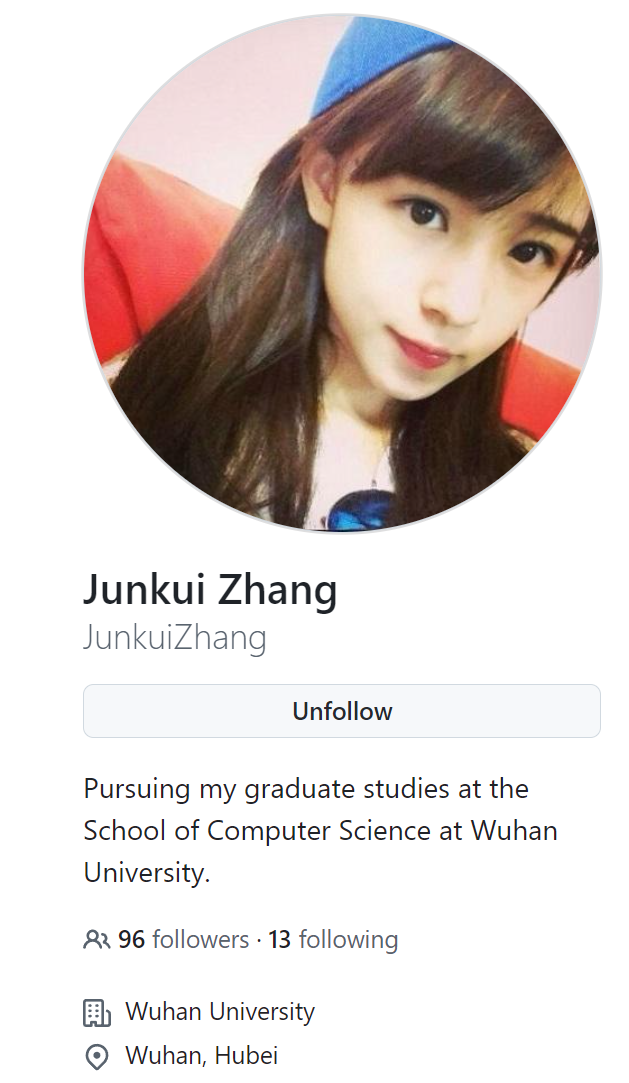 Junkui Zhang
JunkuiZhang
Unfollow
Pursuing my graduate studies at the
School of Computer Science at Wuhan
University.
96 followers · 13 following
Wuhan University
Wuhan, Hubei